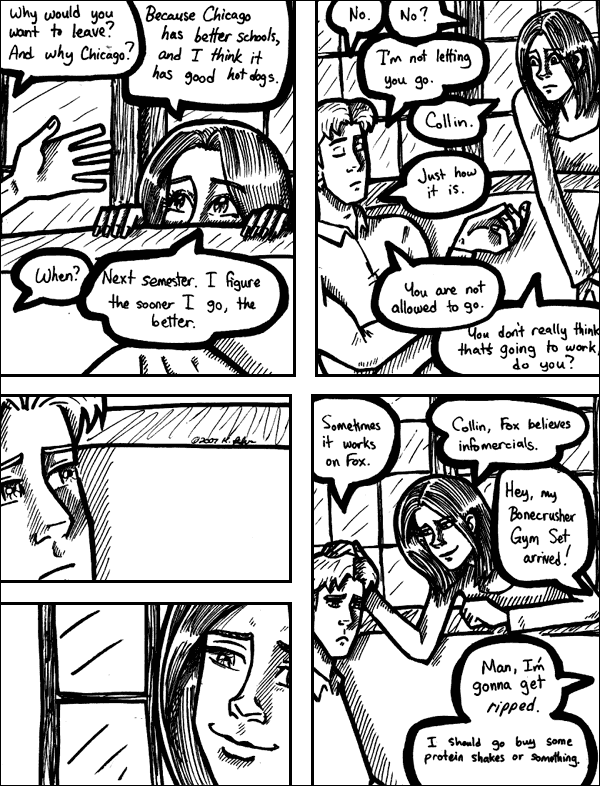 Why would you
want to leave?
And why Chicago?
Because Chicago
has better schools,
and I think it
has good hot dogs.
When?
Next semester. I figure
the sooner I go, the
better.
No.
No?
I'm not letting
you go.
Collin.
Just how
it is.
You are not
allowed to go.
You don't really think
that's going to work,
do you?
©2007
Sometimes
it works
on Fox.
Collin, Fox believes
infomercials.
Hey, my
Bonecrusher
Gym Set
arrived!
Man, I'm
gonna get
ripped.
I should go buy some
protein shakes or something.